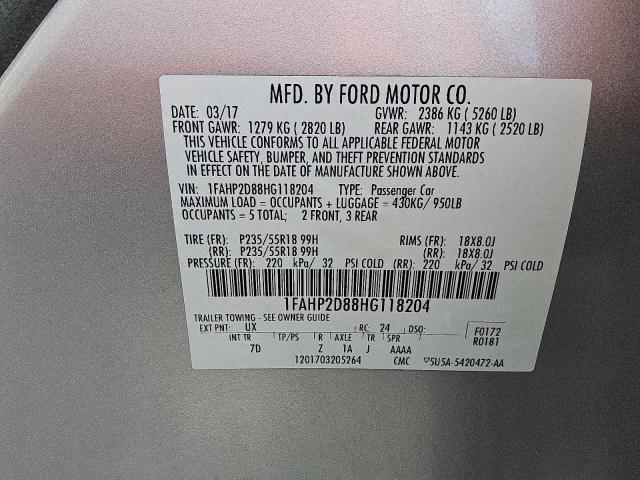 MFD. BY FORD MOTOR CO.
DATE: 03/17 GVWR: 2386 KG ( 5260 LB)
FRONT GAWR: 1279 KG ( 2820 LB) REAR GAWR: 1143 KG ( 2520 LB)
THIS VEHICLE CONFORMS TO ALL APPLICABLE FEDERAL MOTOR
VEHICLE SAFETY, BUMPER, AND THEFT PREVENTION STANDARDS
IN EFFECT ON THE DATE OF MANUFACTURE SHOWN ABOVE.
VIN: 1FAHP2D88HG118204 TYPE: Passenger Car
MAXIMUM LOAD = OCCUPANTS + LUGGAGE = 430KG/ 950LB
OCCUPANTS = 5 TOTAL; 2 FRONT, 3 REAR
TIRE (FR): P235/55R18 99H RIMS (FR): 18X8.0J
(RR): P235/55R18 99H (RR): 18X8.0J
PRESSURE (FR): 220 kPa/ 32 PSI COLD (RR): 220 kPa/ 32 PSI COLD
1FAHP2D88HG118204
TRAILER TOWING - SEE OWNER GUIDE
EXT PNT: UX RC: 24 DSO: F0172
INT TR TP/PS R AXLE TR SPR R0181
7D Z 1A J AAAA
1201703205264 CMC ▽5U5A-5420472-AA